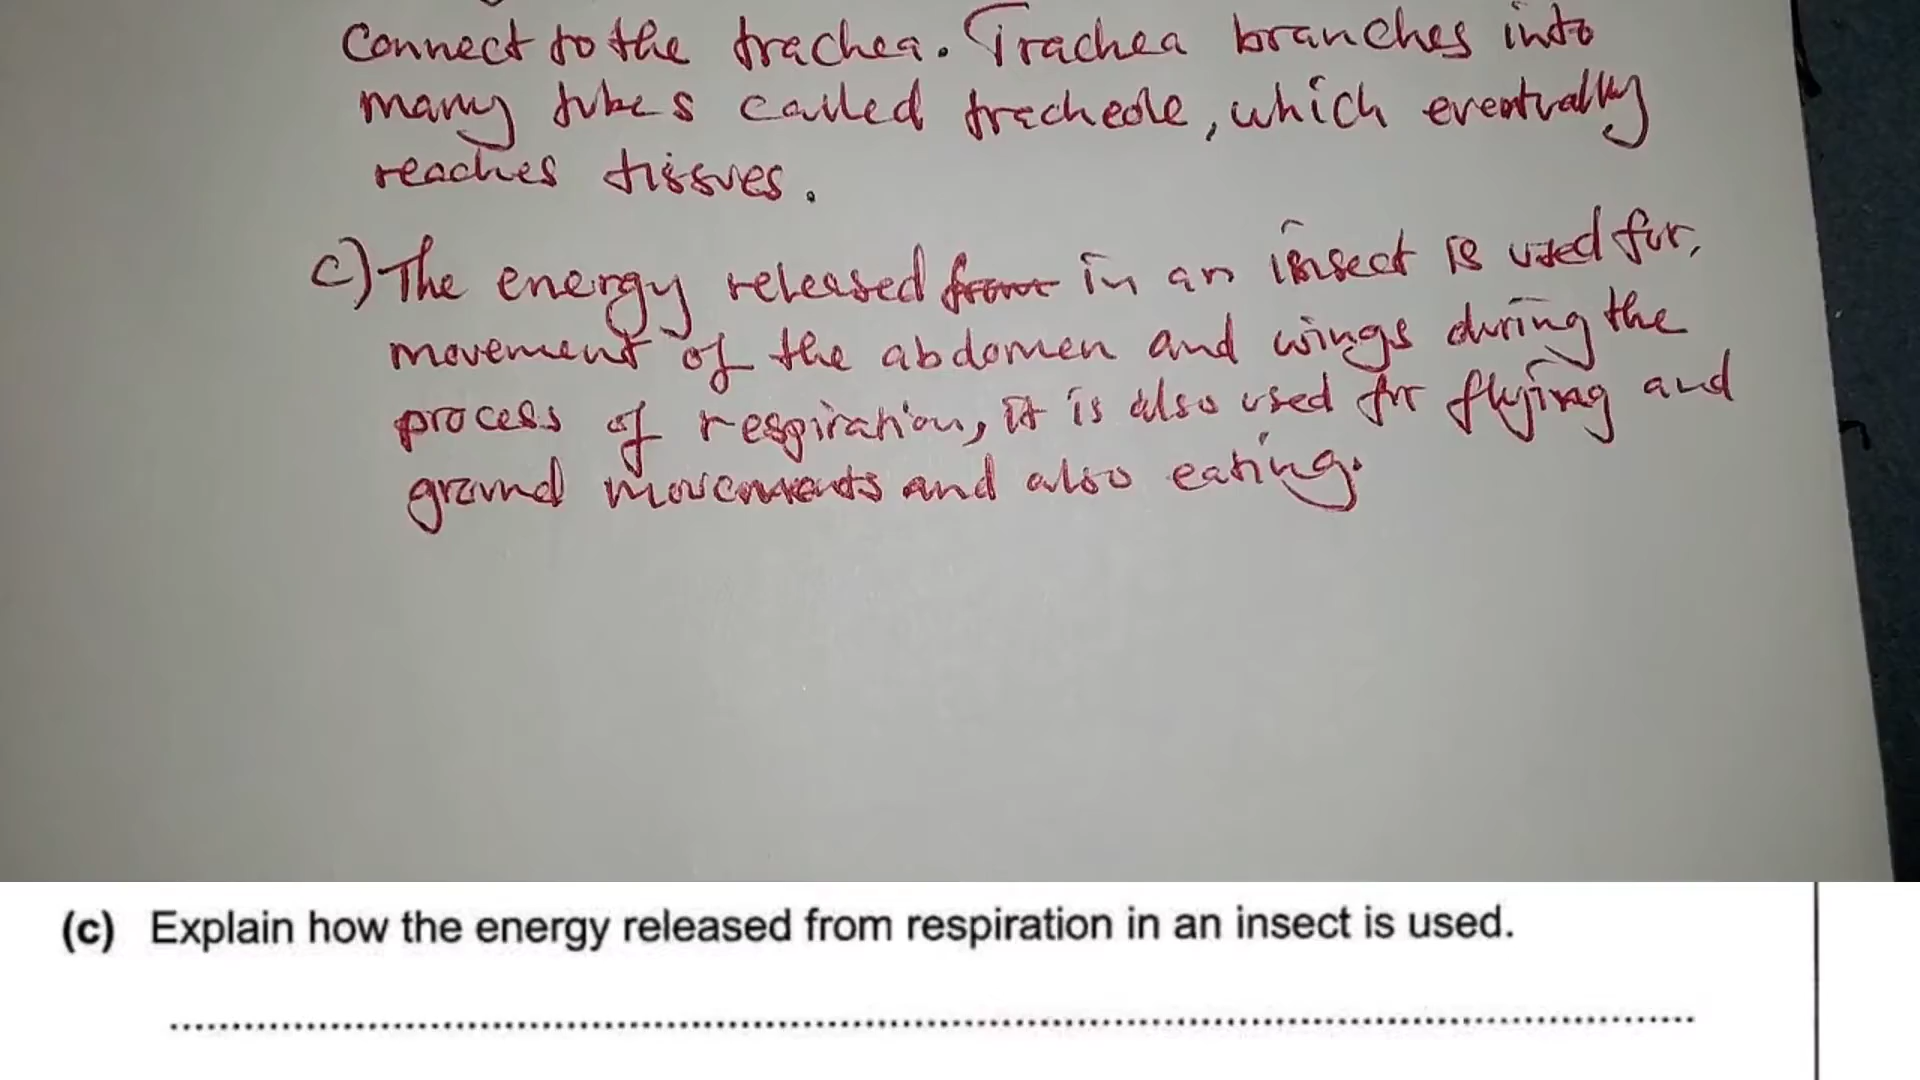 Connect to the trachea. Trachea branches into
many tubes called tracheole, which eventually
reaches tissues.
c) The energy released from in an insect is used for,
movement of the abdomen and wings during the
process of respiration, it is also used for flying and
ground movements and also eating.
(c) Explain how the energy released from respiration in an insect is used.